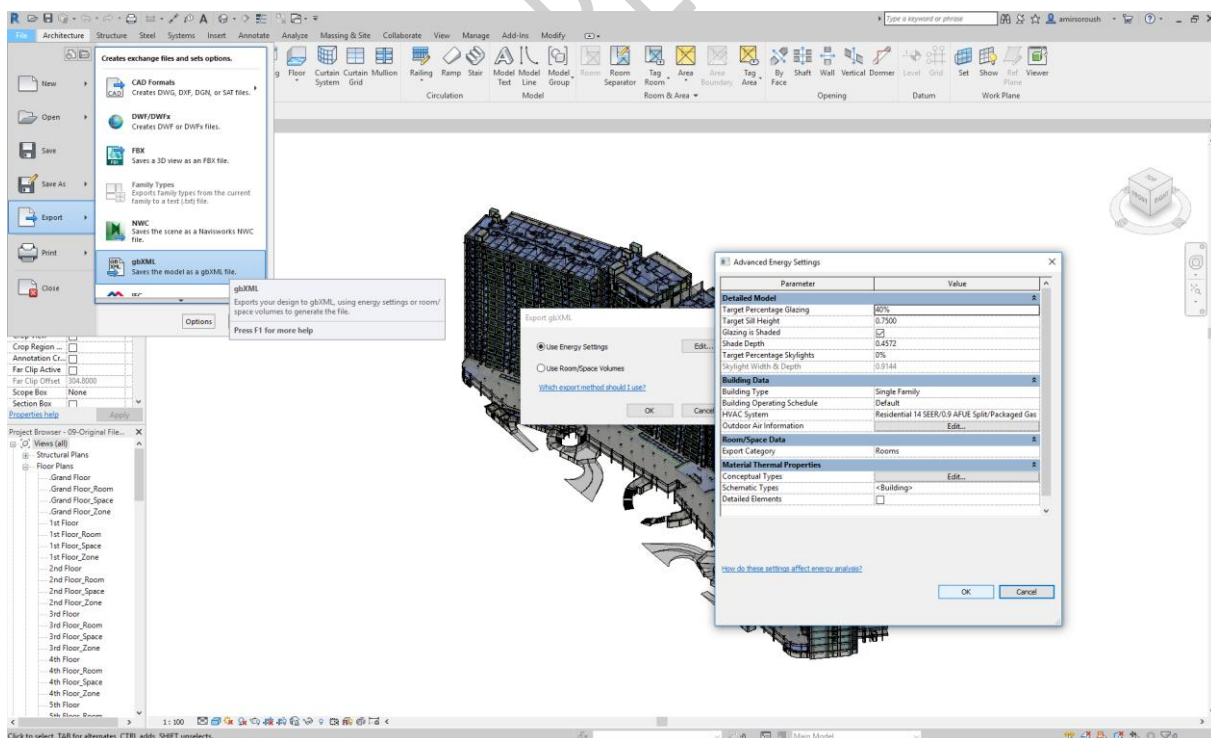 Type a keyword or phrase
amirsoroush
File Architecture Structure Steel Systems Insert Annotate Analyze Massing & Site Collaborate View Manage Add-Ins Modify
Creates exchange files and sets options.
New
Open
Save
Save As
Export
Print
Close
CAD Formats
Creates DWG, DXF, DGN, or SAT files.
DWF/DWFx
Creates DWF or DWFx files.
FBX
Saves a 3D view as an FBX file.
Family Types
Exports family types from the current
family to a text (.txt) file.
NWC
Saves the scene as a Navisworks NWC
file.
gbXML
Saves the model as a gbXML file.
Options
gbXML
Exports your design to gbXML, using energy settings or room/
space volumes to generate the file.
Press F1 for more help
Floor Curtain Curtain Mullion Railing Ramp Stair Model Model Model Room Room Tag Area Area Tag By Shaft Wall Vertical Dormer Level Grid Set Show Ref Viewer
System Grid Text Line Group Separator Room Boundary Area Face Plane
Circulation Model Room & Area Opening Datum Work Plane
TOP
FRONT RIGHT
Crop Region ...
Annotation Cr...
Far Clip Active
Far Clip Offset 304.8000
Scope Box None
Section Box
Properties help Apply
Project Browser - 09-Original File...
Views (all)
Structural Plans
Floor Plans
.Grand Floor
.Grand Floor_Room
.Grand Floor_Space
.Grand Floor_Zone
1st Floor
1st Floor_Room
1st Floor_Space
1st Floor_Zone
2nd Floor
2nd Floor_Room
2nd Floor_Space
2nd Floor_Zone
3rd Floor
3rd Floor_Room
3rd Floor_Space
3rd Floor_Zone
4th Floor
4th Floor_Room
4th Floor_Space
4th Floor_Zone
5th Floor
5th Floor_Room
Export gbXML
Use Energy Settings Edit...
Use Room/Space Volumes
Which export method should I use?
OK Cancel
Advanced Energy Settings
Parameter Value
Detailed Model
Target Percentage Glazing 40%
Target Sill Height 0.7500
Glazing is Shaded
Shade Depth 0.4572
Target Percentage Skylights 0%
Skylight Width & Depth 0.9144
Building Data
Building Type Single Family
Building Operating Schedule Default
HVAC System Residential 14 SEER/0.9 AFUE Split/Packaged Gas
Outdoor Air Information Edit...
Room/Space Data
Export Category Rooms
Material Thermal Properties
Conceptual Types Edit...
Schematic Types <Building>
Detailed Elements
How do these settings affect energy analysis?
OK Cancel
1 : 100
Click to select, TAB for alternates, CTRL adds, SHIFT unselects.
Main Model